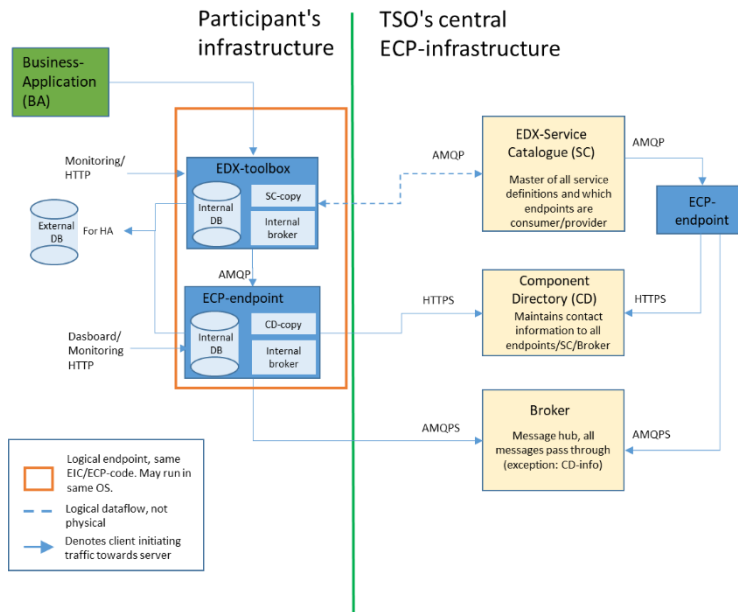 Participant's
infrastructure
TSO's central
ECP-infrastructure
Business-
Application
(BA)
Monitoring/
HTTP
EDX-toolbox
Internal
DB
SC-copy
Internal
broker
External
DB
For HA
AMQP
ECP-endpoint
Internal
DB
CD-copy
Internal
broker
Dasboard/
Monitoring
HTTP
AMQP
EDX-Service
Catalogue (SC)
Master of all service
definitions and which
endpoints are
consumer/provider
AMQP
ECP-
endpoint
HTTPS
Component
Directory (CD)
Maintains contact
information to all
endpoints/SC/Broker
HTTPS
AMQPS
Broker
Message hub, all
messages pass through
(exception: CD-info)
AMQPS
Logical endpoint, same
EIC/ECP-code. May run in
same OS.
Logical dataflow, not
physical
Denotes client initiating
traffic towards server